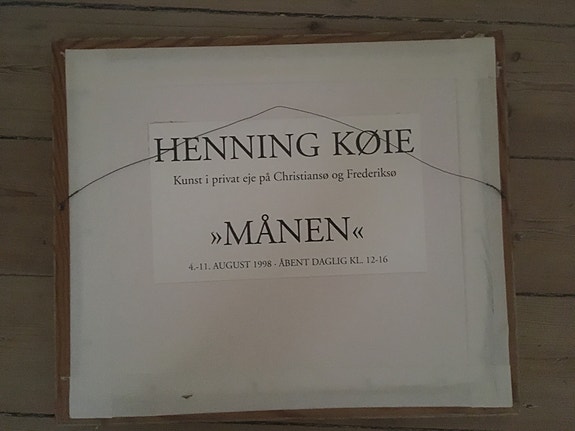 HENNING KØIE
Kunst i privat eje på Christiansø og Frederiksø
»MÅNEN«
4.-11. AUGUST 1998 · ÅBENT DAGLIG KL. 12-16